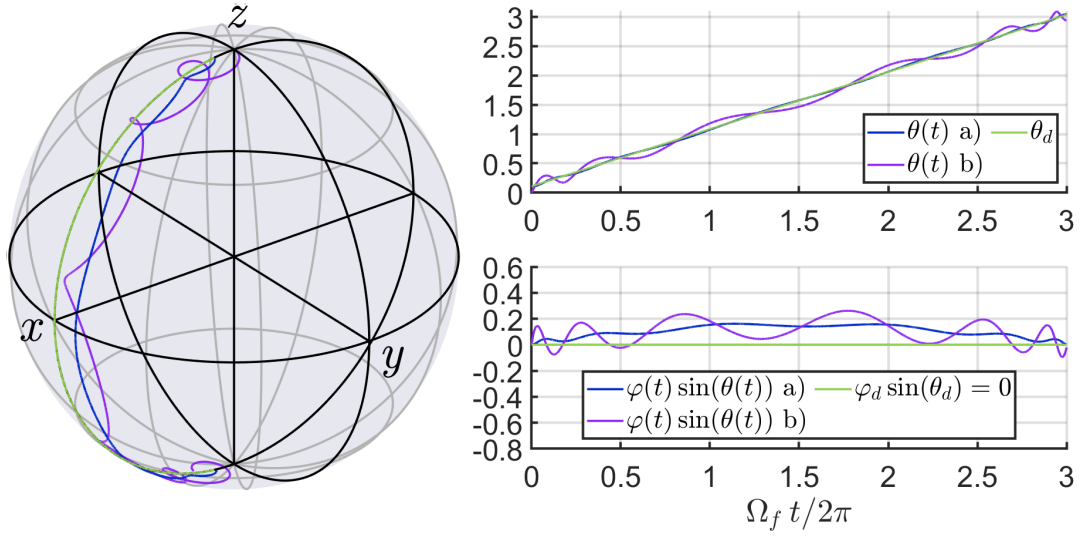 z
x
y
3
2.5
2
1.5
1
0.5
0
θ(t) a) θ_d
θ(t) b)
0 0.5 1 1.5 2 2.5 3
0.6
0.4
0.2
0
-0.2
-0.4
-0.6
-0.8
φ(t) sin(θ(t)) a) φ_d sin(θ_d) = 0
φ(t) sin(θ(t)) b)
0 0.5 1 1.5 2 2.5 3
Ω_f t/2π